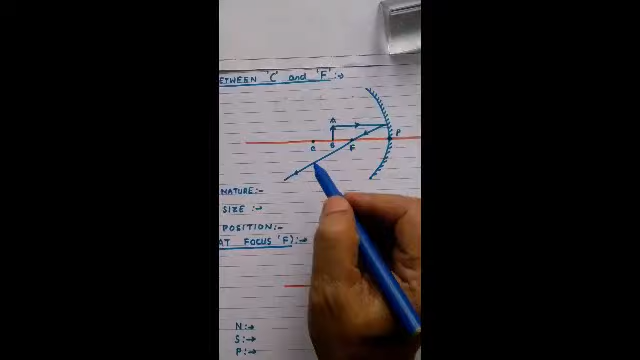 ETWEEN 'C' and 'F':→
A
P
C
B
F
NATURE:-
SIZE :→
POSITION:-
AT FOCUS 'F'):→
N:→
S:→
P:→